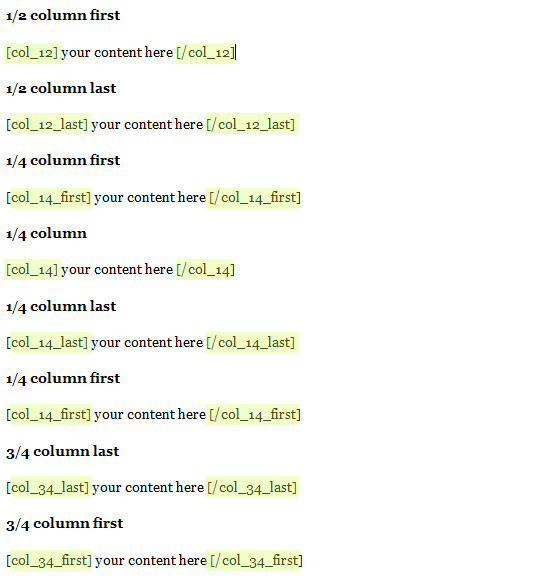 1/2 column first
[col_12] your content here [/col_12]
1/2 column last
[col_12_last] your content here [/col_12_last]
1/4 column first
[col_14_first] your content here [/col_14_first]
1/4 column
[col_14] your content here [/col_14]
1/4 column last
[col_14_last] your content here [/col_14_last]
1/4 column first
[col_14_first] your content here [/col_14_first]
3/4 column last
[col_34_last] your content here [/col_34_last]
3/4 column first
[col_34_first] your content here [/col_34_first]